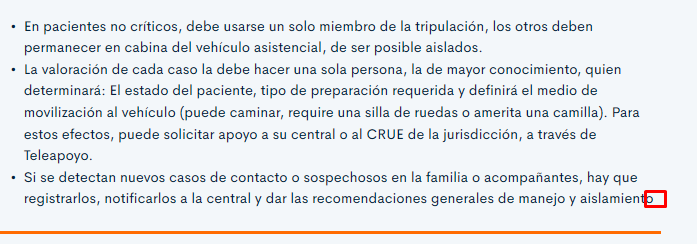 • En pacientes no críticos, debe usarse un solo miembro de la tripulación, los otros deben
permanecer en cabina del vehículo asistencial, de ser posible aislados.
• La valoración de cada caso la debe hacer una sola persona, la de mayor conocimiento, quien
determinará: El estado del paciente, tipo de preparación requerida y definirá el medio de
movilización al vehículo (puede caminar, require una silla de ruedas o amerita una camilla). Para
estos efectos, puede solicitar apoyo a su central o al CRUE de la jurisdicción, a través de
Teleapoyo.
• Si se detectan nuevos casos de contacto o sospechosos en la familia o acompañantes, hay que
registrarlos, notificarlos a la central y dar las recomendaciones generales de manejo y aislamiento